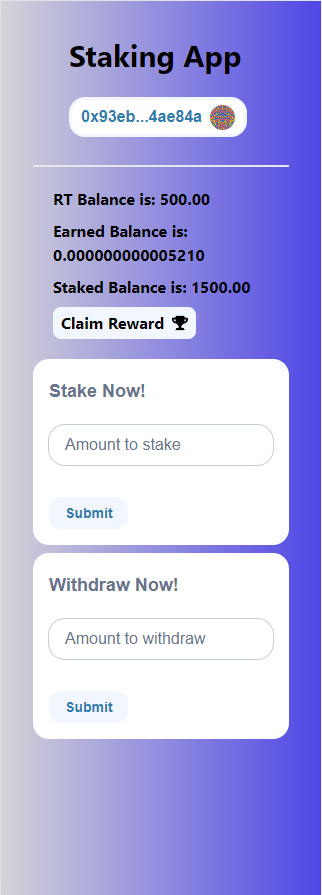 Staking App
0x93eb...4ae84a
RT Balance is: 500.00
Earned Balance is:
0.000000000005210
Staked Balance is: 1500.00
Claim Reward
Stake Now!
Amount to stake
Submit
Withdraw Now!
Amount to withdraw
Submit